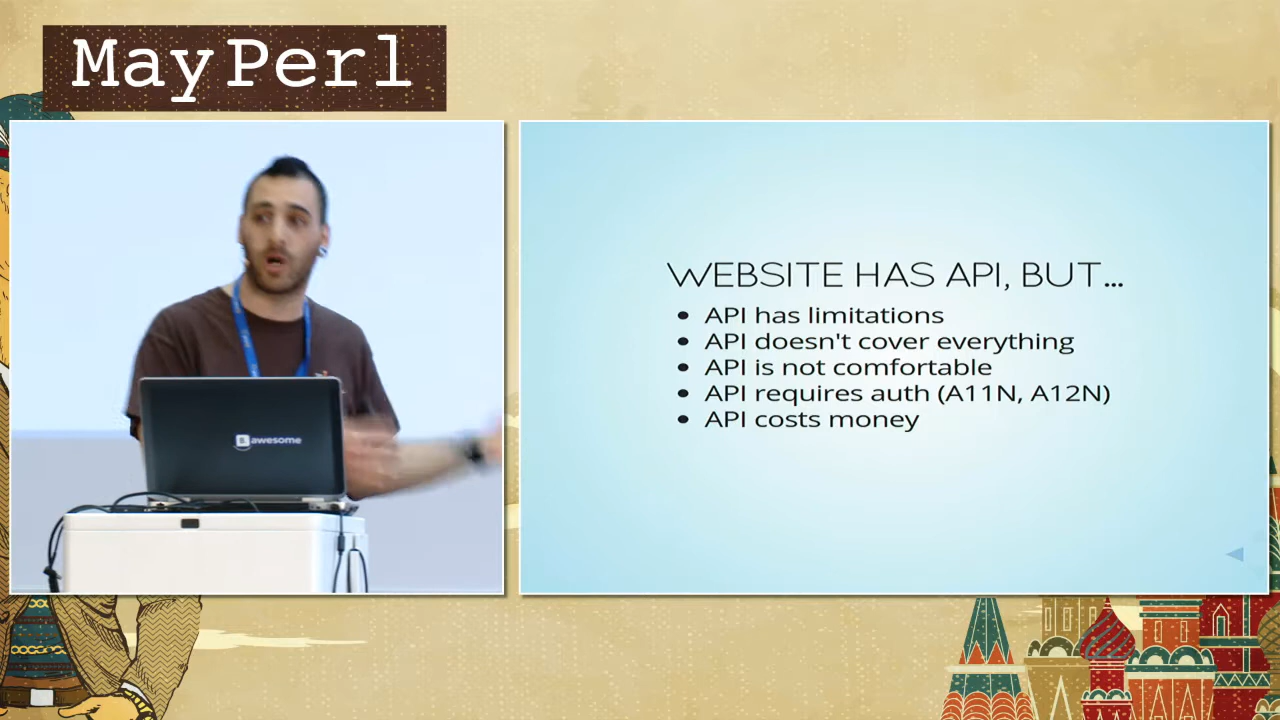 MayPerl
B. awesome
WEBSITE HAS API, BUT...
• API has limitations
• API doesn't cover everything
• API is not comfortable
• API requires auth (A11N, A12N)
• API costs money